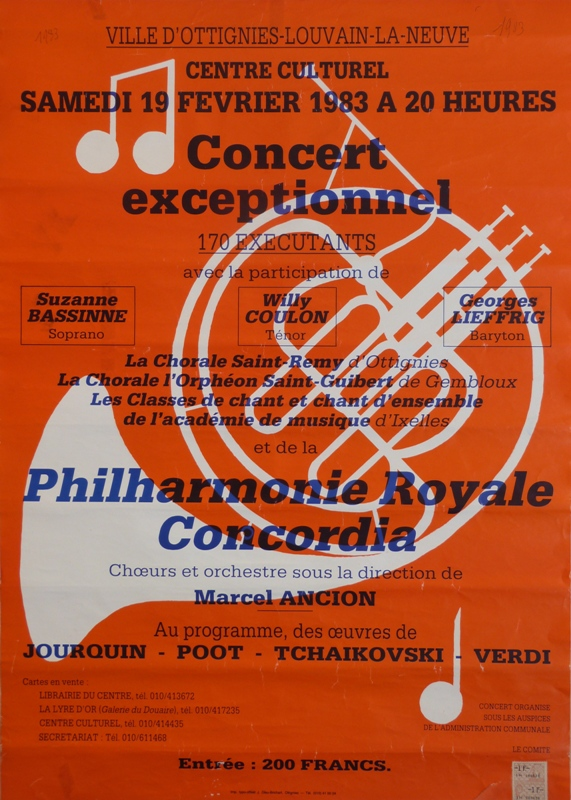 1983
VILLE D'OTTIGNIES-LOUVAIN-LA-NEUVE
CENTRE CULTUREL
SAMEDI 19 FEVRIER 1983 A 20 HEURES
Concert
exceptionnel
170 EXECUTANTS
avec la participation de
Suzanne
BASSINNE
Soprano
Willy
COULON
Ténor
Georges
LIEFFRIG
Baryton
La Chorale Saint-Remy d'Ottignies
La Chorale l'Orphéon Saint-Guibert de Gembloux
Les Classes de chant et chant d'ensemble
de l'académie de musique d'Ixelles
et de la
Philharmonie Royale
Concordia
Chœurs et orchestre sous la direction de
Marcel ANCION
Au programme, des œuvres de
JOURQUIN - POOT - TCHAIKOVSKI - VERDI
Cartes en vente :
LIBRAIRIE DU CENTRE, tél. 010/413672
LA LYRE D'OR (Galerie du Douaire), tél. 010/417235
CENTRE CULTUREL, tél. 010/414435
SECRETARIAT : Tél. 010/611468
CONCERT ORGANISE
SOUS LES AUSPICES
DE L'ADMINISTRATION COMMUNALE
LE COMITE
Entrée : 200 FRANCS.